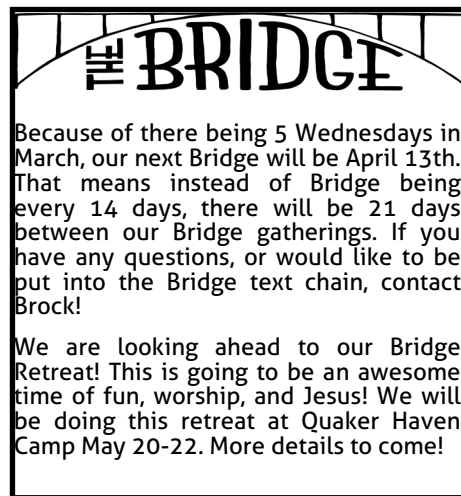 THE BRIDGE
Because of there being 5 Wednesdays in
March, our next Bridge will be April 13th.
That means instead of Bridge being
every 14 days, there will be 21 days
between our Bridge gatherings. If you
have any questions, or would like to be
put into the Bridge text chain, contact
Brock!
We are looking ahead to our Bridge
Retreat! This is going to be an awesome
time of fun, worship, and Jesus! We will
be doing this retreat at Quaker Haven
Camp May 20-22. More details to come!